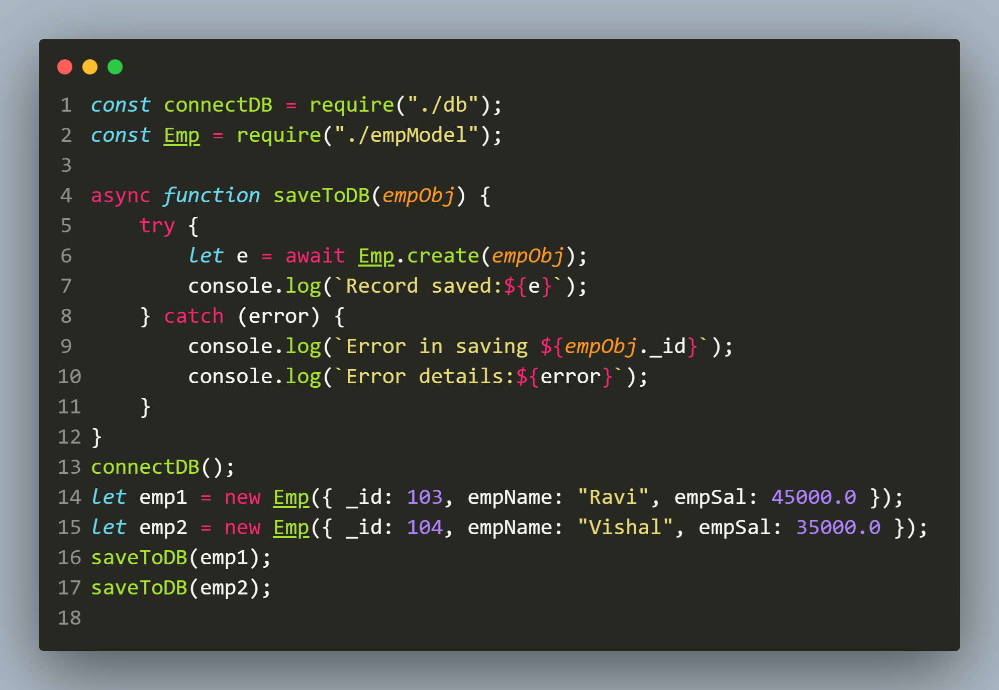 1 const connectDB = require("./db");
2 const Emp = require("./empModel");
3
4 async function saveToDB(empObj) {
5     try {
6         let e = await Emp.create(empObj);
7         console.log(`Record saved:${e}`);
8     } catch (error) {
9         console.log(`Error in saving ${empObj._id}`);
10         console.log(`Error details:${error}`);
11     }
12 }
13 connectDB();
14 let emp1 = new Emp({ _id: 103, empName: "Ravi", empSal: 45000.0 });
15 let emp2 = new Emp({ _id: 104, empName: "Vishal", empSal: 35000.0 });
16 saveToDB(emp1);
17 saveToDB(emp2);
18